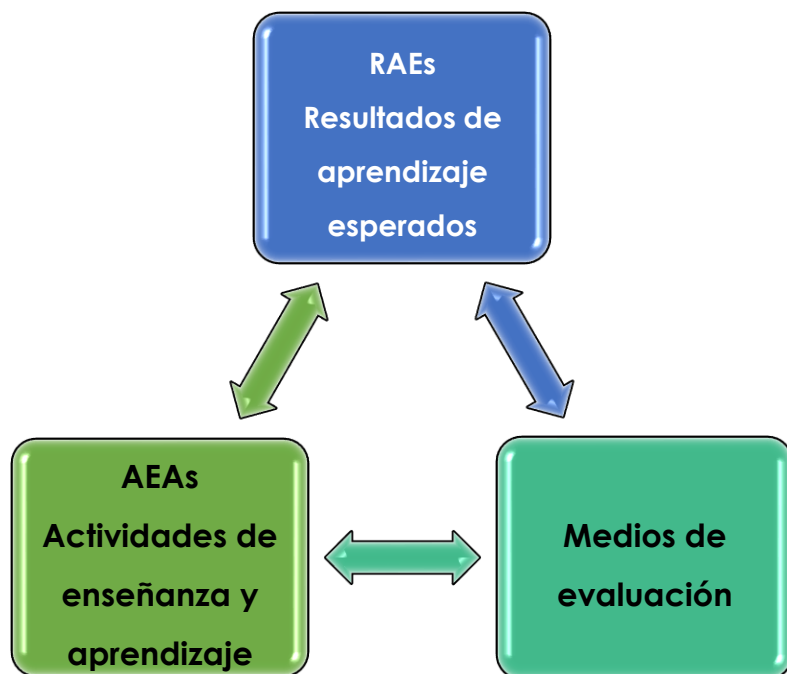 RAEs
Resultados de
aprendizaje
esperados
AEAs
Actividades de
enseñanza y
aprendizaje
Medios de
evaluación